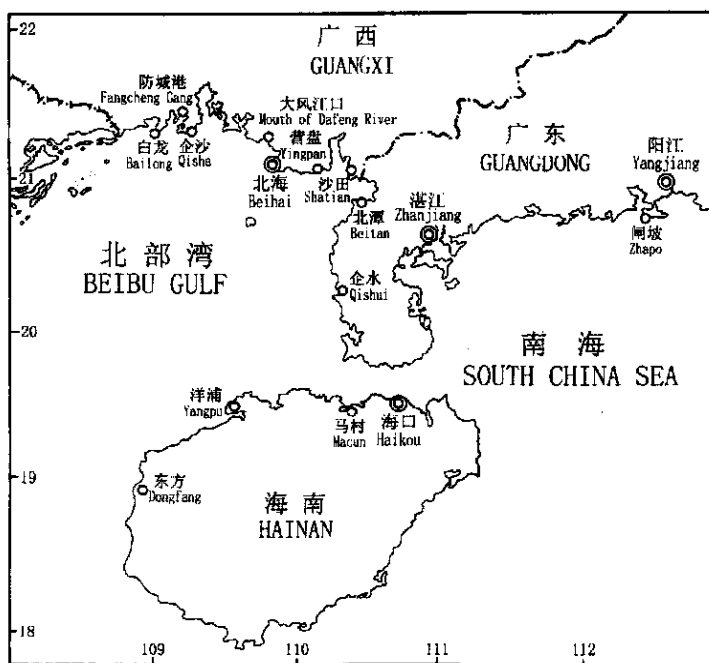 22
广 西
GUANGXI
防城港
Fangcheng Gang
大风江口
Mouth of Dafeng River
营盘
Yingpan
广 东
GUANGDONG
阳江
Yangjiang
白龙
Bailong
企沙
Qisha
21
北海
Beihai
沙田
Shatian
北潭
Beitan
湛江
Zhanjiang
闸坡
Zhapo
北 部 湾
BEIBU GULF
企水
Qishui
20
南 海
SOUTH CHINA SEA
洋浦
Yangpu
马村
Macun
海口
Haikou
19
东方
Dongfang
海 南
HAINAN
18
109
110
111
112